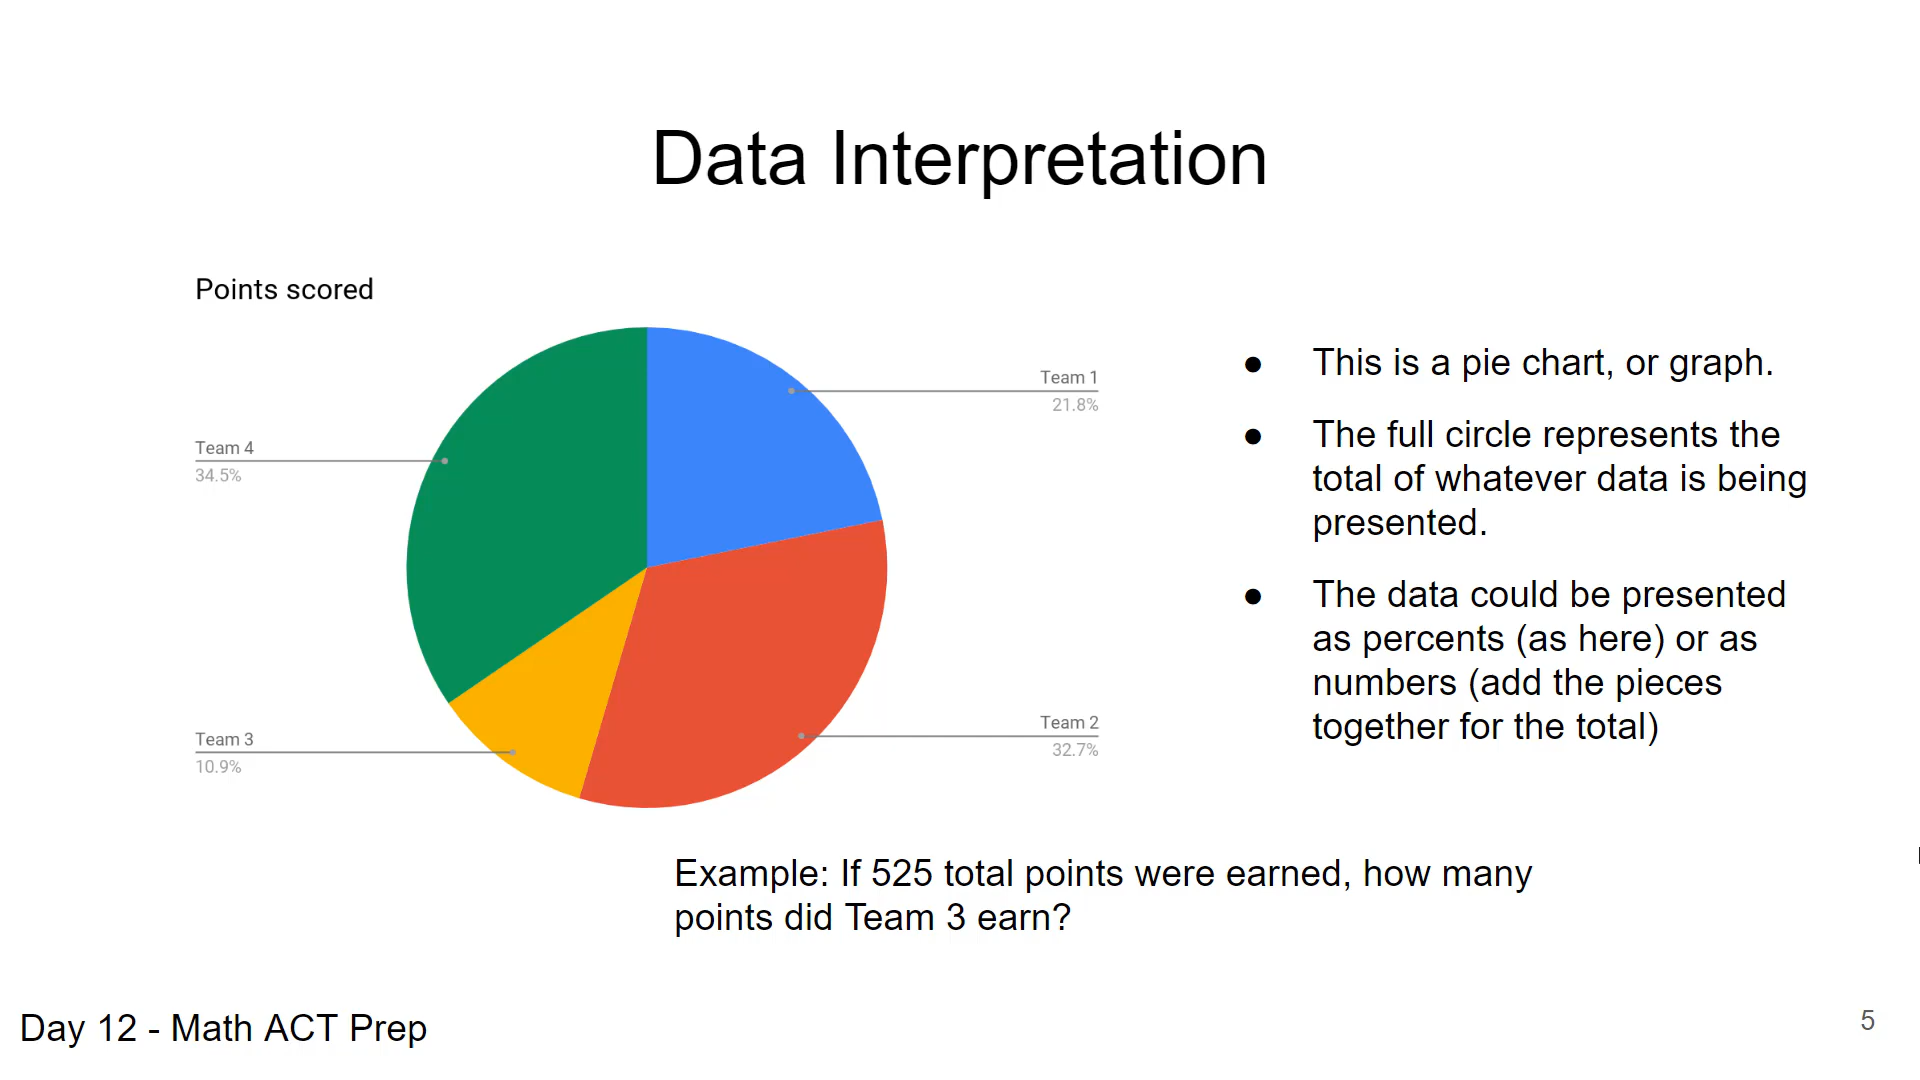 Data Interpretation
Points scored
Team 1
21.8%
Team 4
34.5%
Team 2
32.7%
Team 3
10.9%
● This is a pie chart, or graph.
● The full circle represents the
total of whatever data is being
presented.
● The data could be presented
as percents (as here) or as
numbers (add the pieces
together for the total)
Example: If 525 total points were earned, how many
points did Team 3 earn?
Day 12 - Math ACT Prep
5